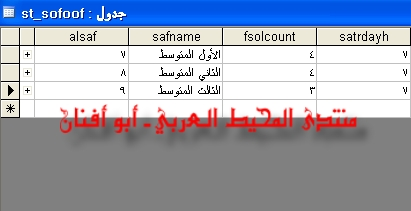 st_sofoof : جدول
alsaf safname fsolcount satrdayh
٧ الأول المتوسط ٤ ٧
٨ الثاني المتوسط ٤ ٧
٩ الثالث المتوسط ٣ ٧
منتدى المحيط العربي - أبو أفنان